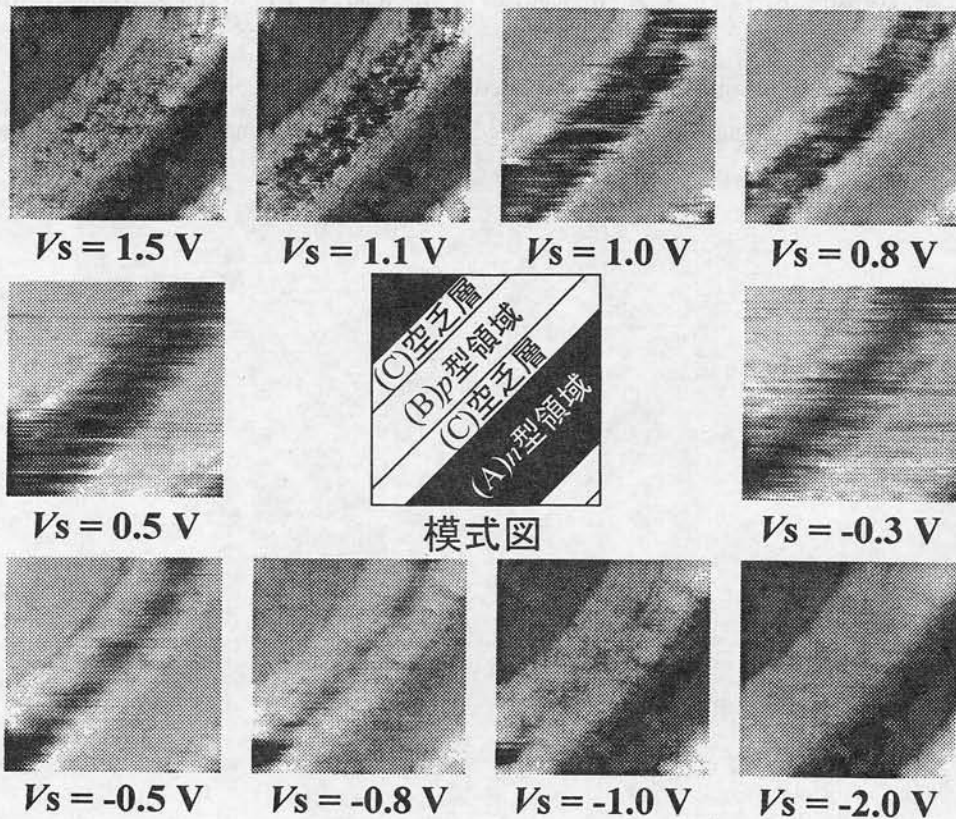 Vs = 1.5 V
Vs = 1.1 V
Vs = 1.0 V
Vs = 0.8 V
(C)空乏層
(B)p型領域
(C)空乏層
(A)n型領域
模式図
Vs = 0.5 V
Vs = -0.3 V
Vs = -0.5 V
Vs = -0.8 V
Vs = -1.0 V
Vs = -2.0 V